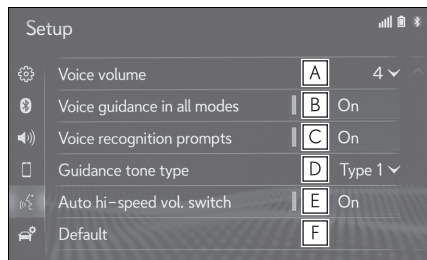 Setup
Voice volume A 4
Voice guidance in all modes B On
Voice recognition prompts C On
Guidance tone type D Type 1
Auto hi-speed vol. switch E On
Default F